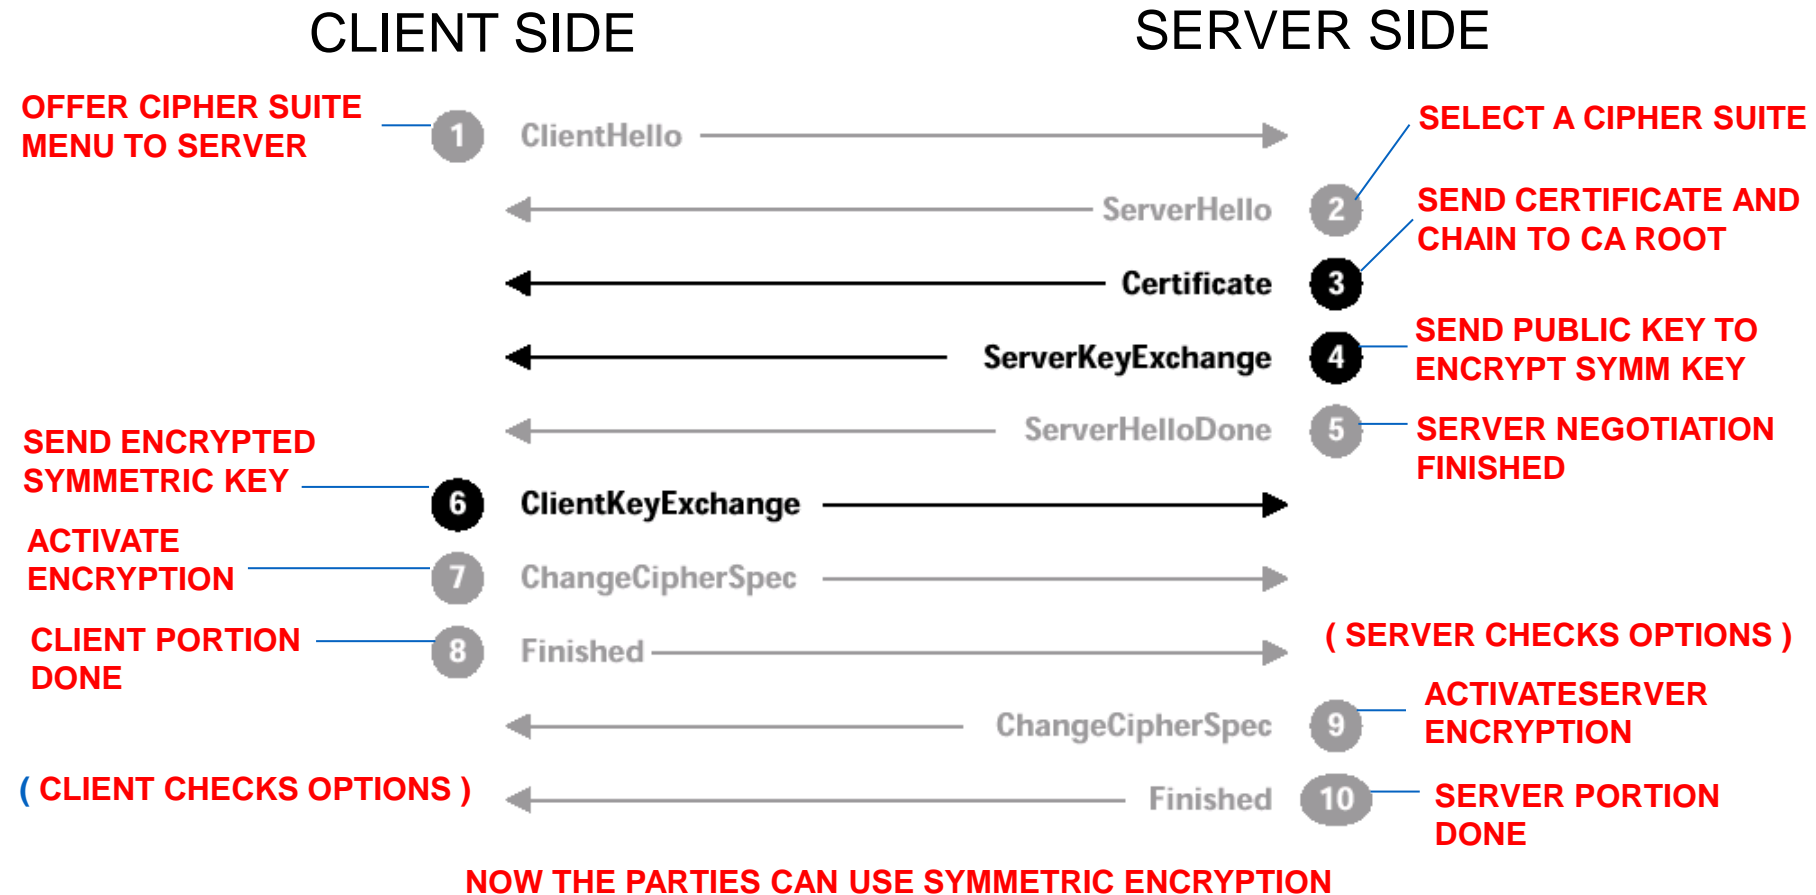 CLIENT SIDE
SERVER SIDE
OFFER CIPHER SUITE
MENU TO SERVER
1 ClientHello
SELECT A CIPHER SUITE
ServerHello 2
SEND CERTIFICATE AND
CHAIN TO CA ROOT
Certificate 3
SEND PUBLIC KEY TO
ENCRYPT SYMM KEY
ServerKeyExchange 4
ServerHelloDone 5
SERVER NEGOTIATION
FINISHED
SEND ENCRYPTED
SYMMETRIC KEY
6 ClientKeyExchange
ACTIVATE
ENCRYPTION
7 ChangeCipherSpec
CLIENT PORTION
DONE
8 Finished
( SERVER CHECKS OPTIONS )
ACTIVATESERVER
ENCRYPTION
ChangeCipherSpec 9
( CLIENT CHECKS OPTIONS )
Finished 10
SERVER PORTION
DONE
NOW THE PARTIES CAN USE SYMMETRIC ENCRYPTION